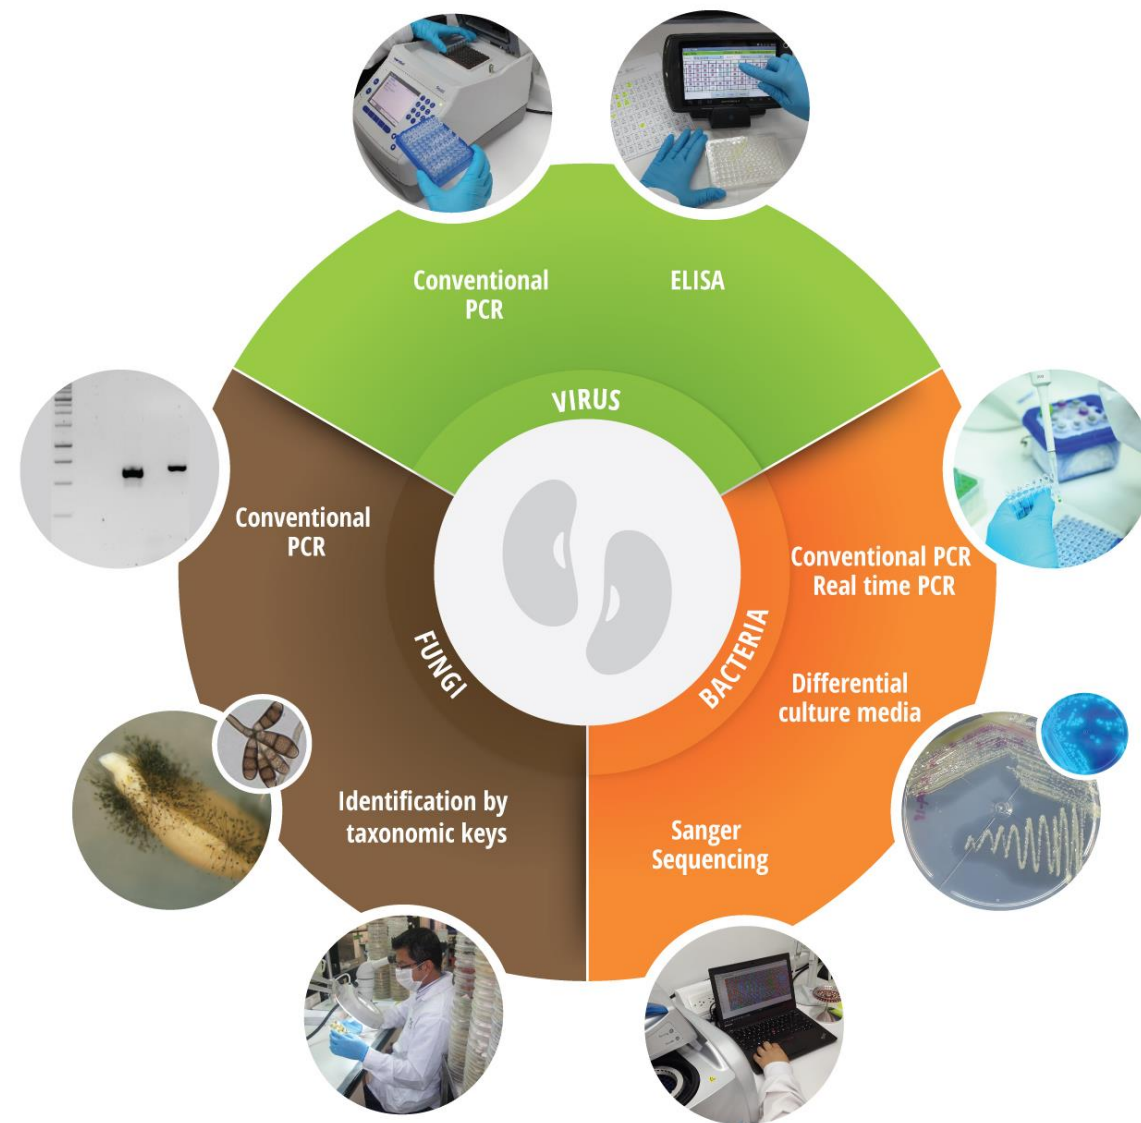 Conventional
PCR
ELISA
VIRUS
Conventional
PCR
FUNGI
Identification by
taxonomic keys
BACTERIA
Conventional PCR
Real time PCR
Differential
culture media
Sanger
Sequencing